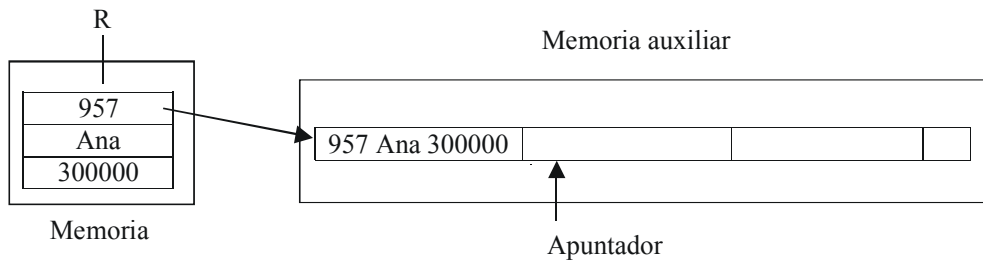 R
957
Ana
300000
Memoria
Memoria auxiliar
957 Ana 300000
Apuntador